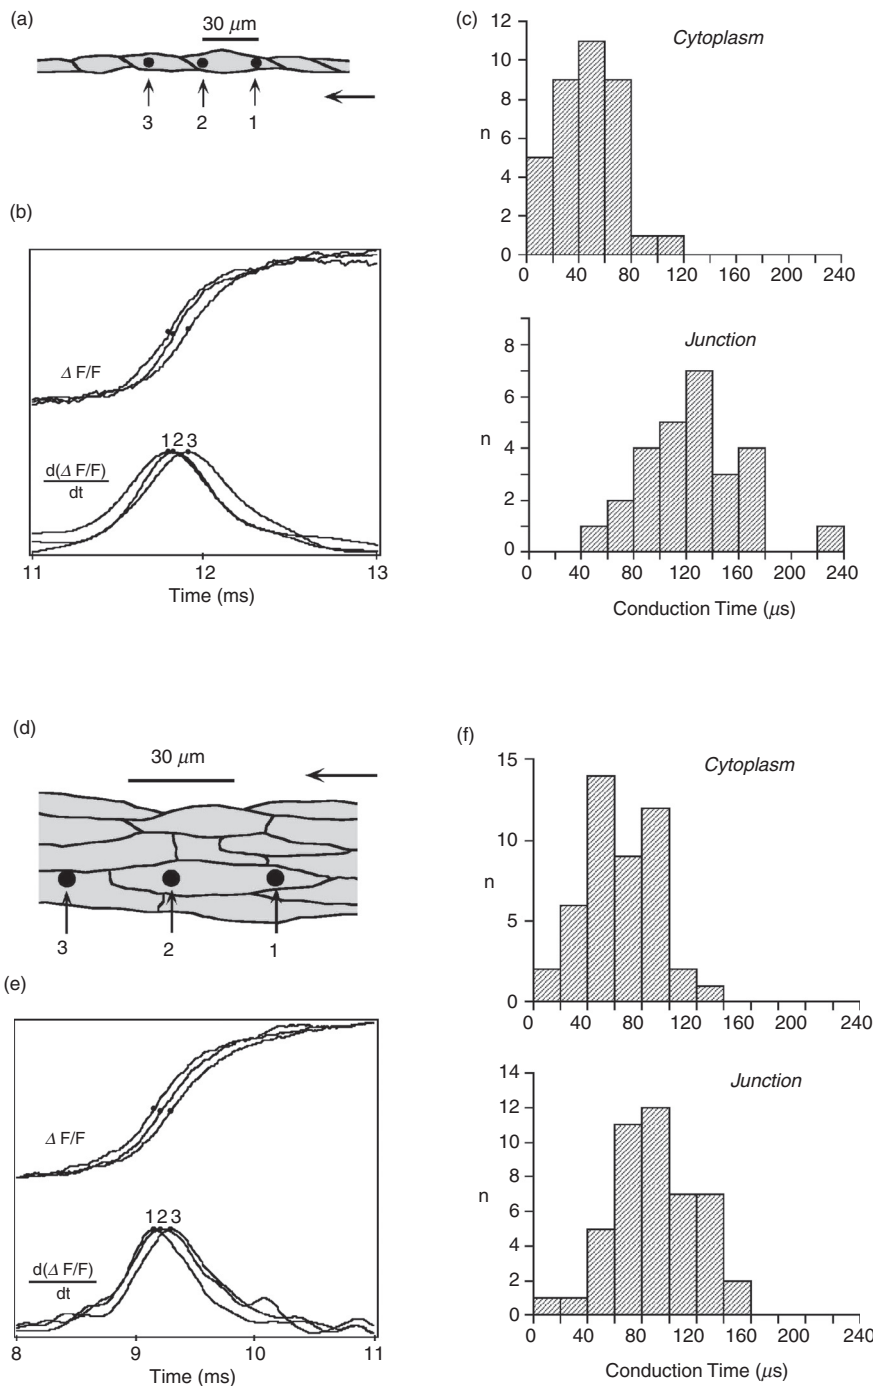 (a)
30 μm
3 2 1
(b)
Δ F/F
1 2 3
d(Δ F/F)
dt
11 12 13
Time (ms)
(c)
Cytoplasm
12
10
8
n 6
4
2
0
0 40 80 120 160 200 240
Junction
8
6
n 4
2
0
0 40 80 120 160 200 240
Conduction Time (μs)
(d)
30 μm
3 2 1
(e)
Δ F/F
1 2 3
d(Δ F/F)
dt
8 9 10 11
Time (ms)
(f)
Cytoplasm
15
10
n
5
0
0 40 80 120 160 200 240
Junction
14
12
10
8
n
6
4
2
0
0 40 80 120 160 200 240
Conduction Time (μs)